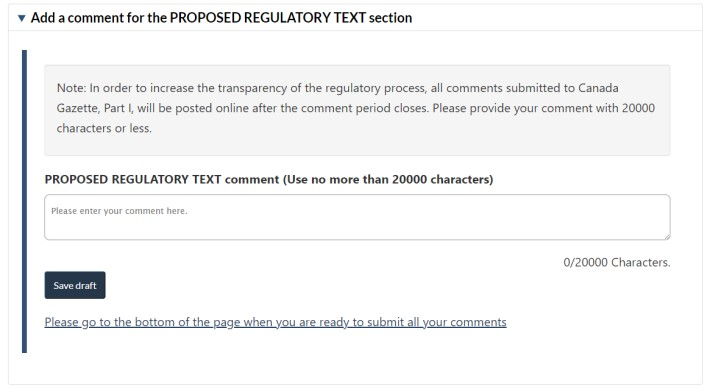 ▼ Add a comment for the PROPOSED REGULATORY TEXT section
Note: In order to increase the transparency of the regulatory process, all comments submitted to Canada
Gazette, Part I, will be posted online after the comment period closes. Please provide your comment with 20000
characters or less.
PROPOSED REGULATORY TEXT comment (Use no more than 20000 characters)
Please enter your comment here.
0/20000 Characters.
Save draft
Please go to the bottom of the page when you are ready to submit all your comments